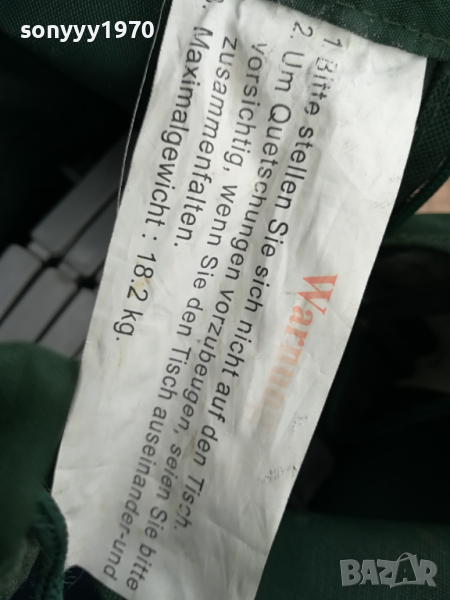 sonyyy1970
Warnung
1. Bitte stellen Sie sich nicht auf den Tisch.
2. Um Quetschungen vorzubeugen, seien Sie bitte
vorsichtig, wenn Sie den Tisch auseinander-und
zusammenfalten.
3. Maximalgewicht : 18.2 kg.
BAZAR